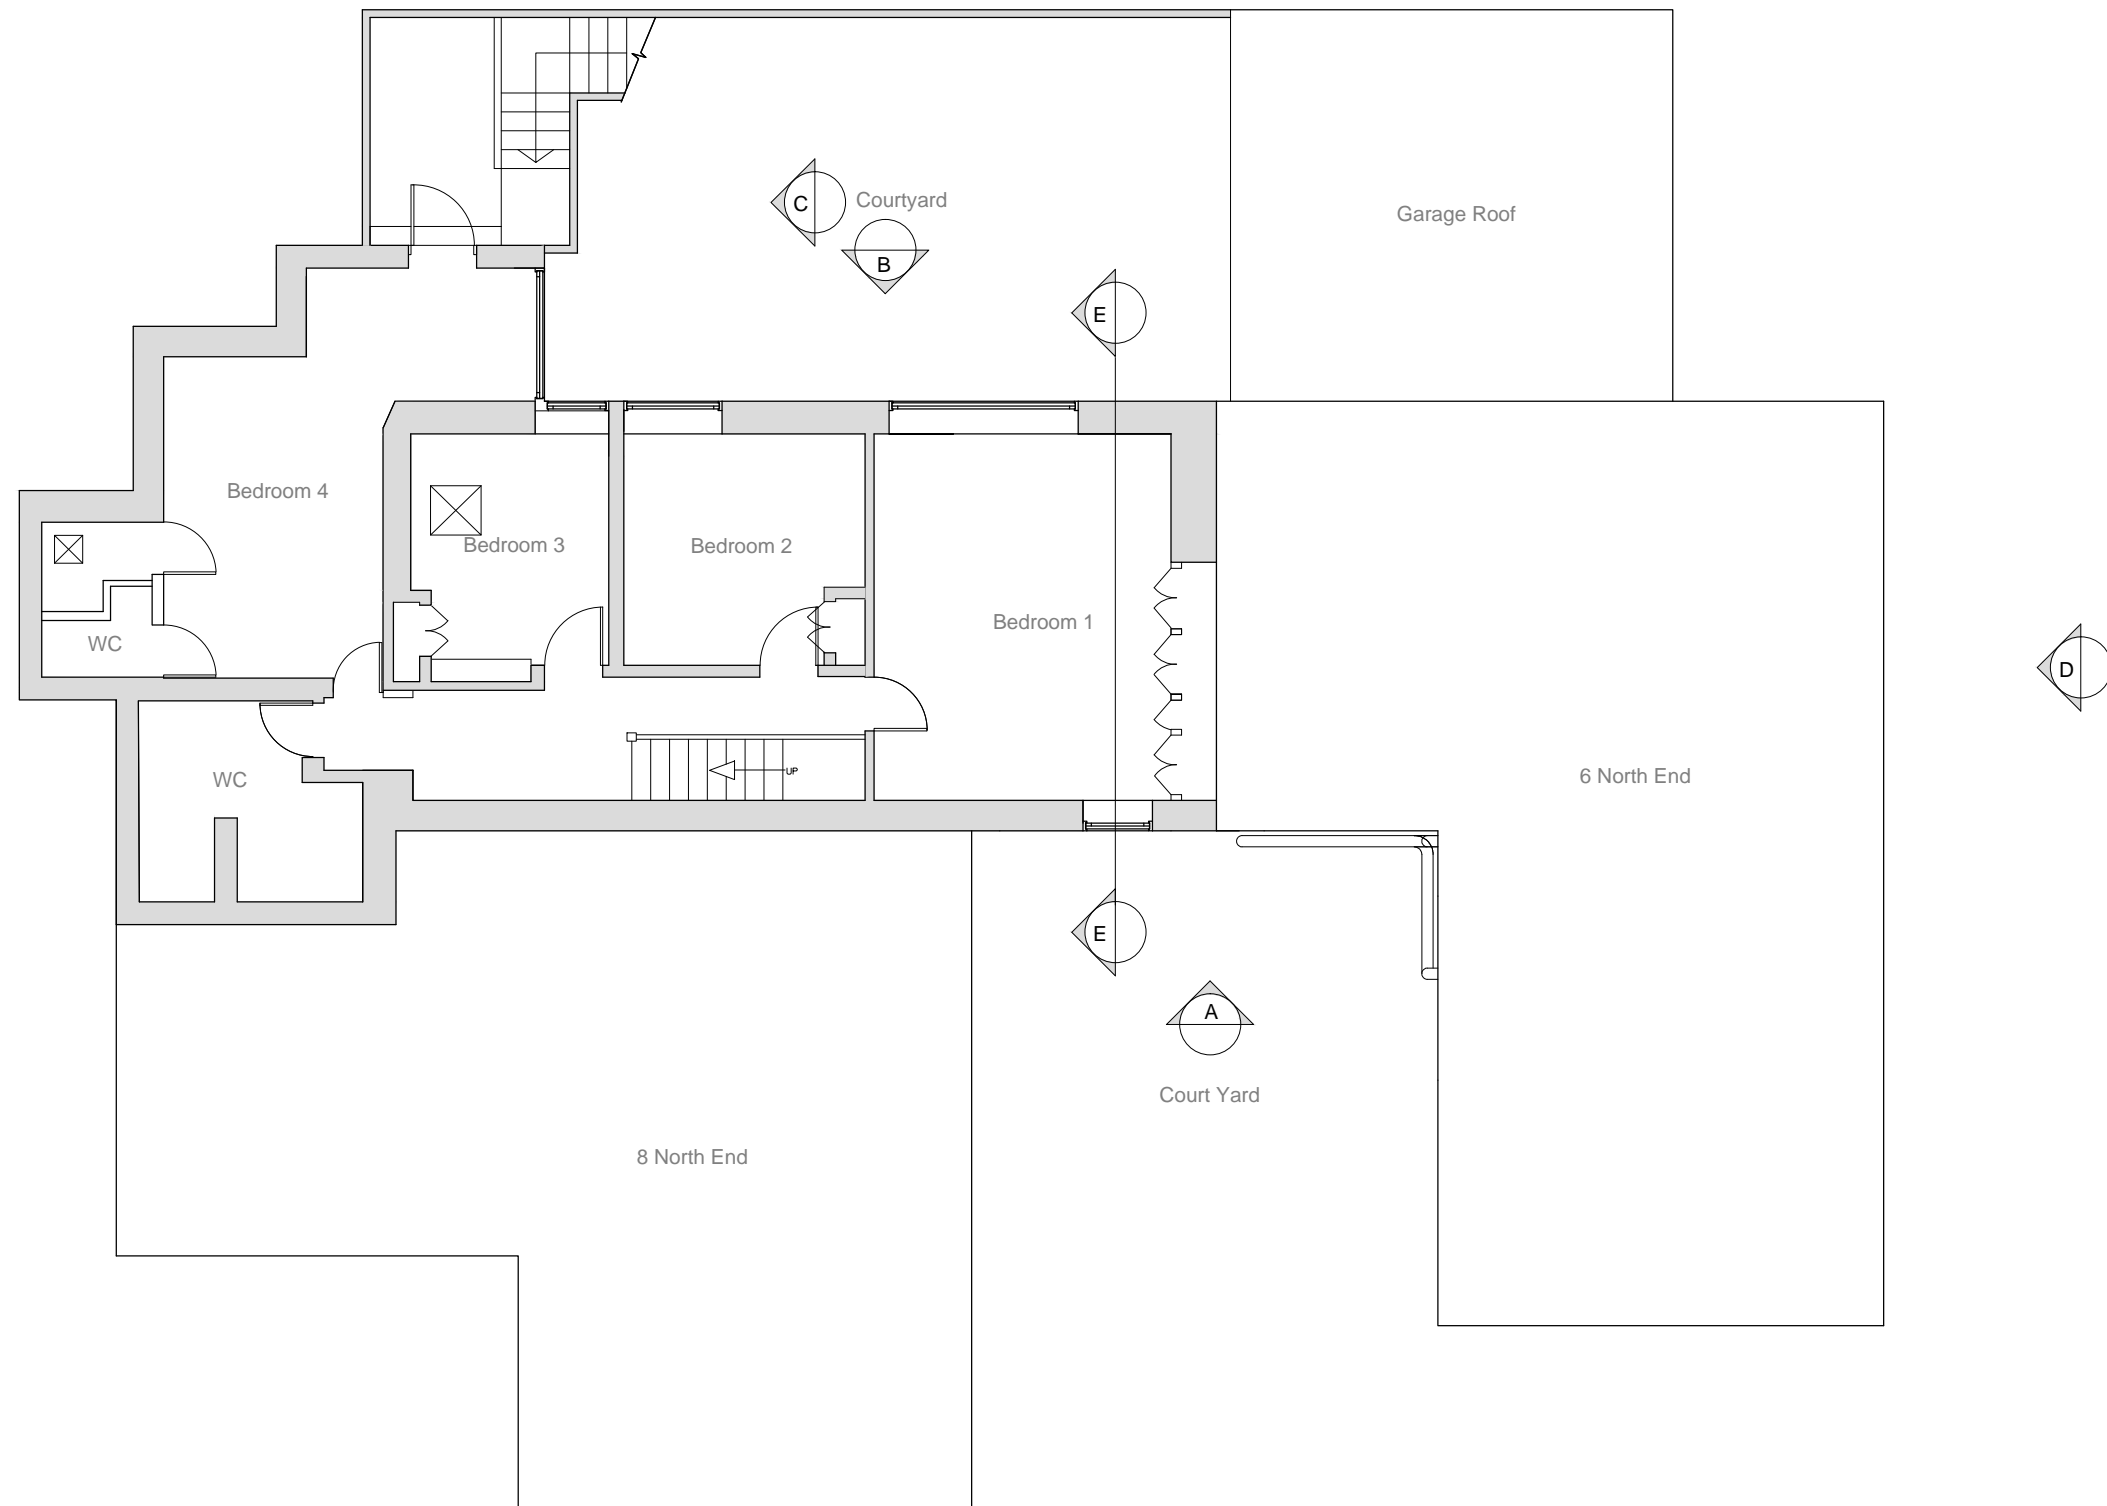 C
Courtyard
Garage Roof
B
E
Bedroom 4
Bedroom 3
Bedroom 2
Bedroom 1
WC
D
UP
WC
6 North End
E
A
Court Yard
8 North End